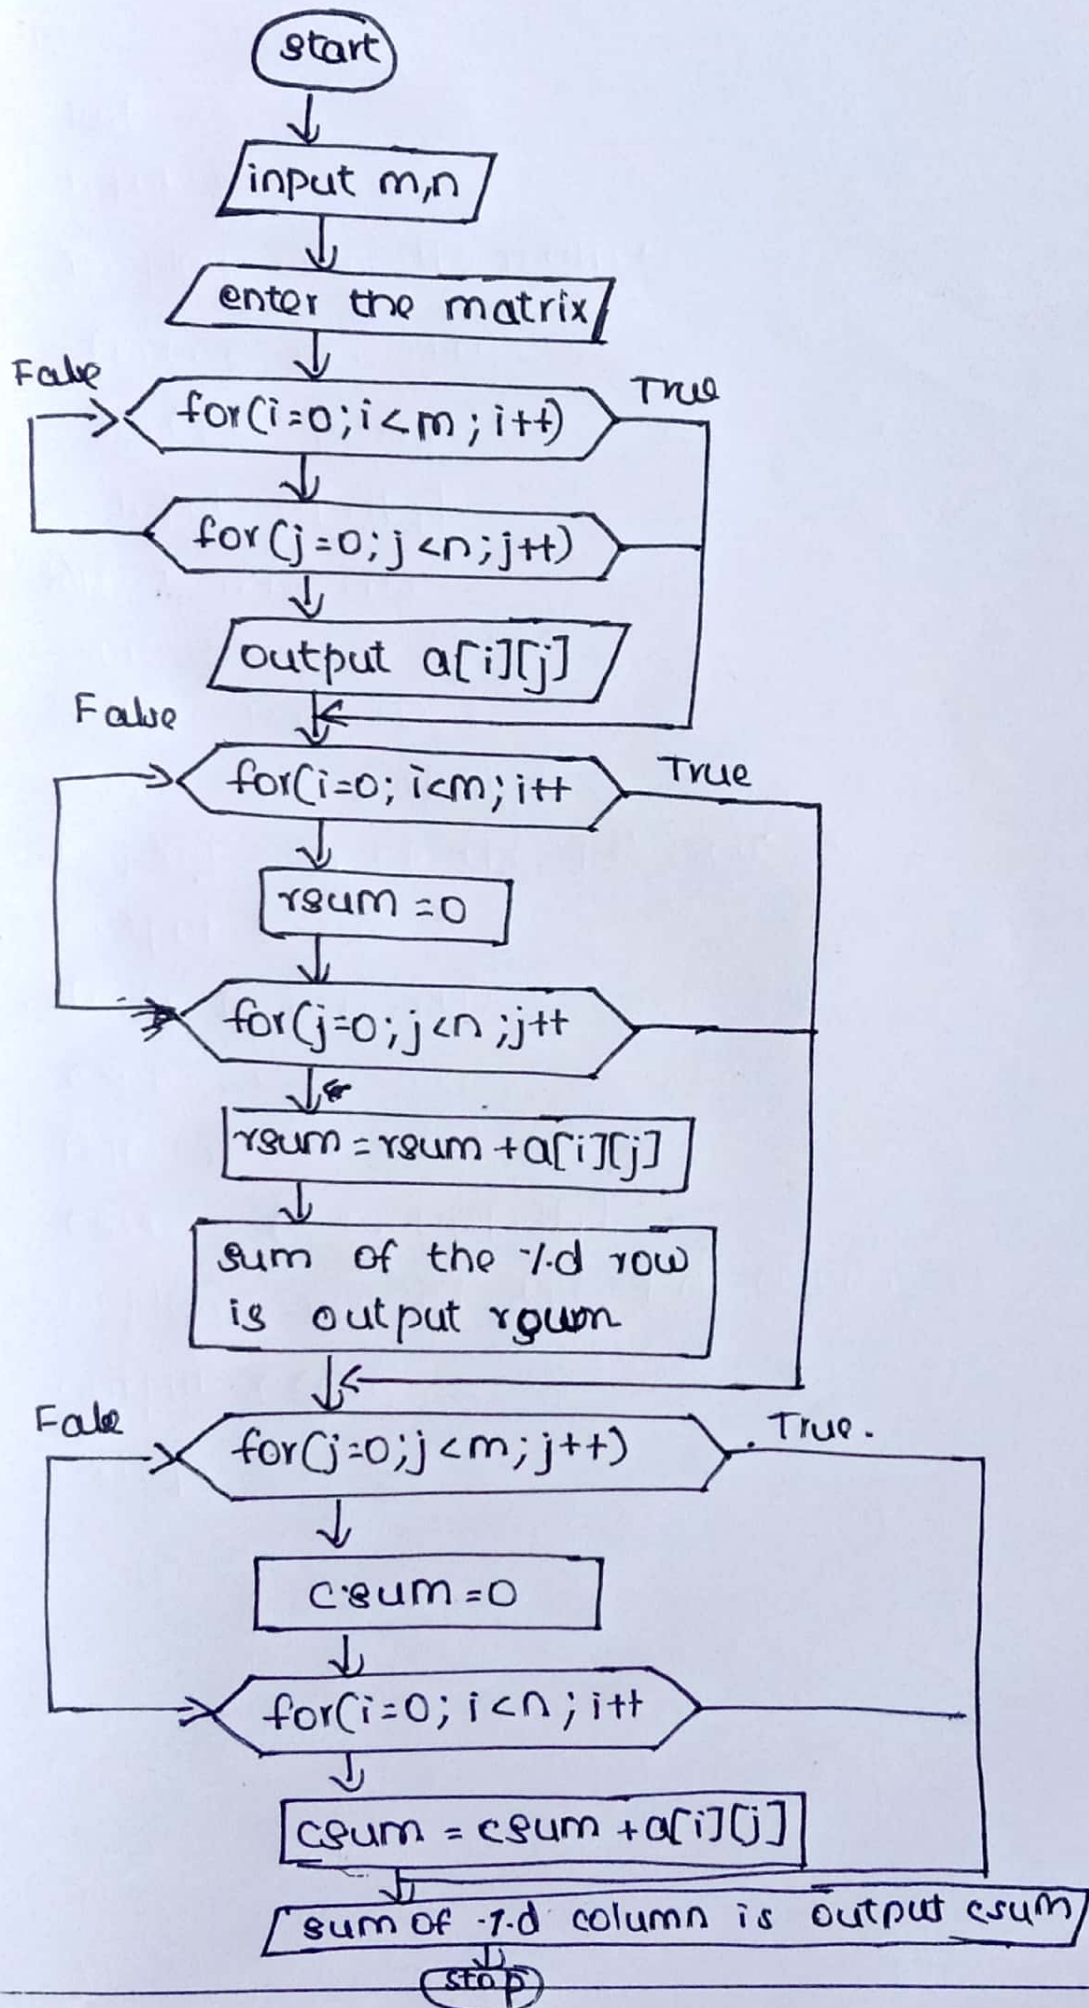 start
input m,n
enter the matrix
False True
for(i=0;i<m;i++)
for(j=0;j<n;j++)
output a[i][j]
False
for(i=0; i<m; i++ True
rsum=0
for(j=0;j<n;j++
rsum=rsum+a[i][j]
sum of the %d row
is output rsum
False True.
for(j=0;j<m;j++)
csum=0
for(i=0; i<n; i++
csum = csum +a[i][j]
sum of %d column is output csum
stop